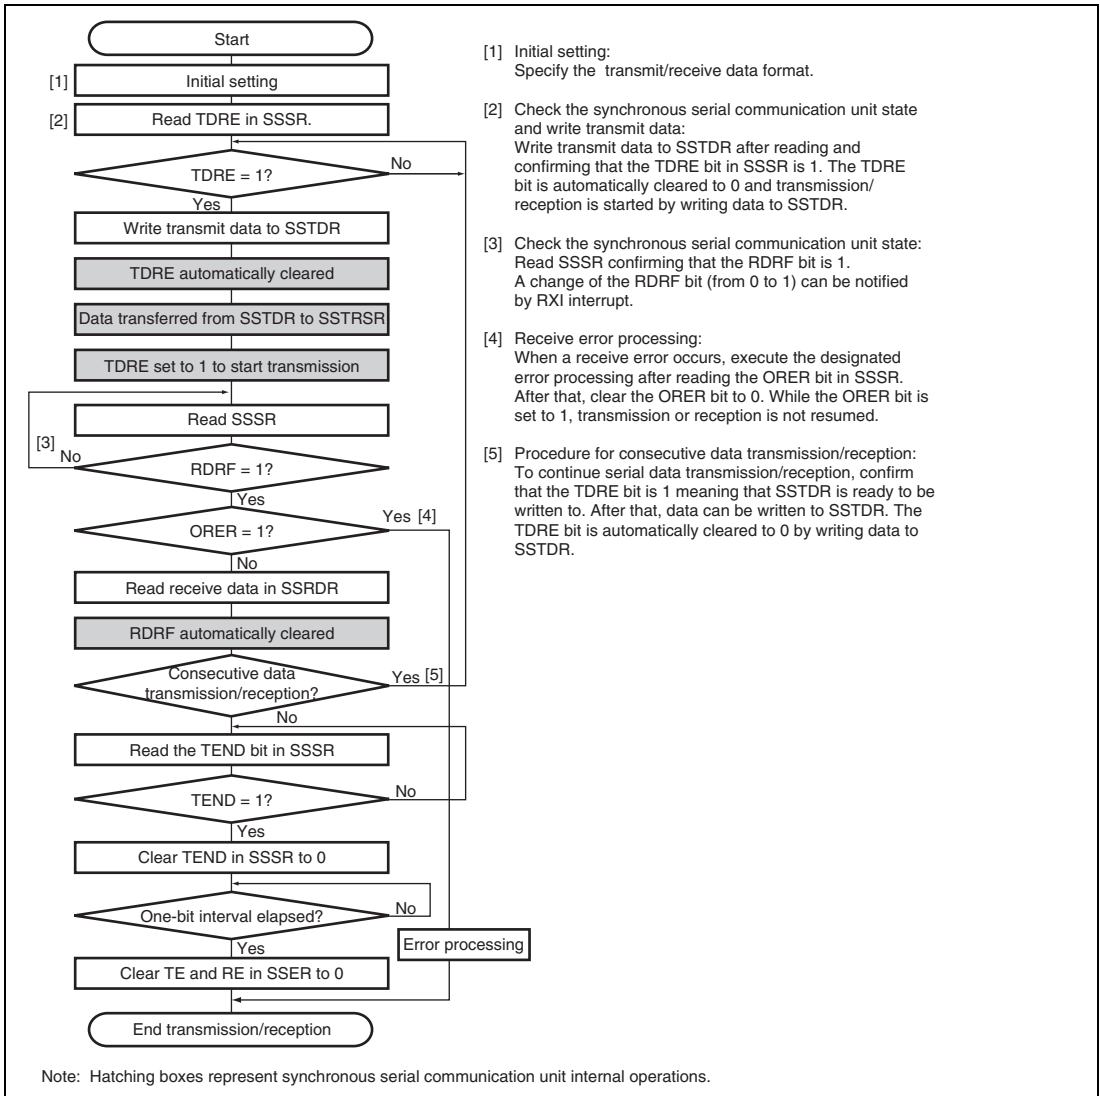 Start
[1] Initial setting
[2] Read TDRE in SSSR.
TDRE = 1?
No
Yes
Write transmit data to SSTDR
TDRE automatically cleared
Data transferred from SSTDR to SSTRSR
TDRE set to 1 to start transmission
Read SSSR
[3]
No
RDRF = 1?
Yes
ORER = 1?
Yes [4]
No
Read receive data in SSRDR
RDRF automatically cleared
Consecutive data
transmission/reception?
Yes [5]
No
Read the TEND bit in SSSR
TEND = 1?
No
Yes
Clear TEND in SSSR to 0
One-bit interval elapsed?
No
Yes
Error processing
Clear TE and RE in SSER to 0
End transmission/reception
[1] Initial setting:
Specify the transmit/receive data format.
[2] Check the synchronous serial communication unit state
and write transmit data:
Write transmit data to SSTDR after reading and
confirming that the TDRE bit in SSSR is 1. The TDRE
bit is automatically cleared to 0 and transmission/
reception is started by writing data to SSTDR.
[3] Check the synchronous serial communication unit state:
Read SSSR confirming that the RDRF bit is 1.
A change of the RDRF bit (from 0 to 1) can be notified
by RXI interrupt.
[4] Receive error processing:
When a receive error occurs, execute the designated
error processing after reading the ORER bit in SSSR.
After that, clear the ORER bit to 0. While the ORER bit is
set to 1, transmission or reception is not resumed.
[5] Procedure for consecutive data transmission/reception:
To continue serial data transmission/reception, confirm
that the TDRE bit is 1 meaning that SSTDR is ready to be
written to. After that, data can be written to SSTDR. The
TDRE bit is automatically cleared to 0 by writing data to
SSTDR.
Note: Hatching boxes represent synchronous serial communication unit internal operations.